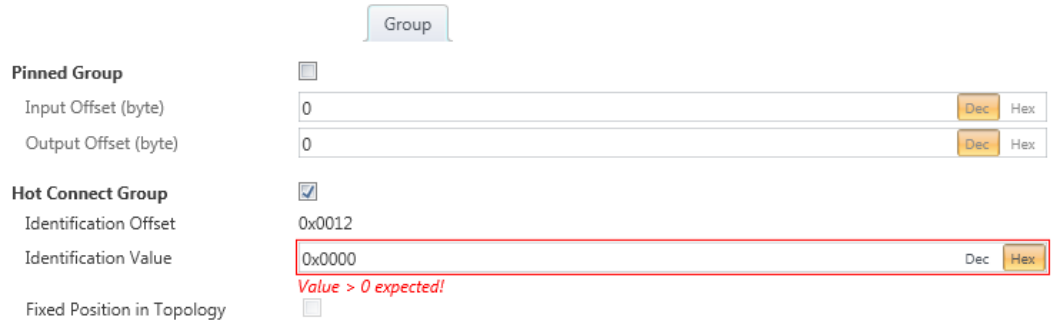 Group
Pinned Group
Input Offset (byte) 0 Dec Hex
Output Offset (byte) 0 Dec Hex
Hot Connect Group
Identification Offset 0x0012
Identification Value 0x0000 Dec Hex
Value > 0 expected!
Fixed Position in Topology